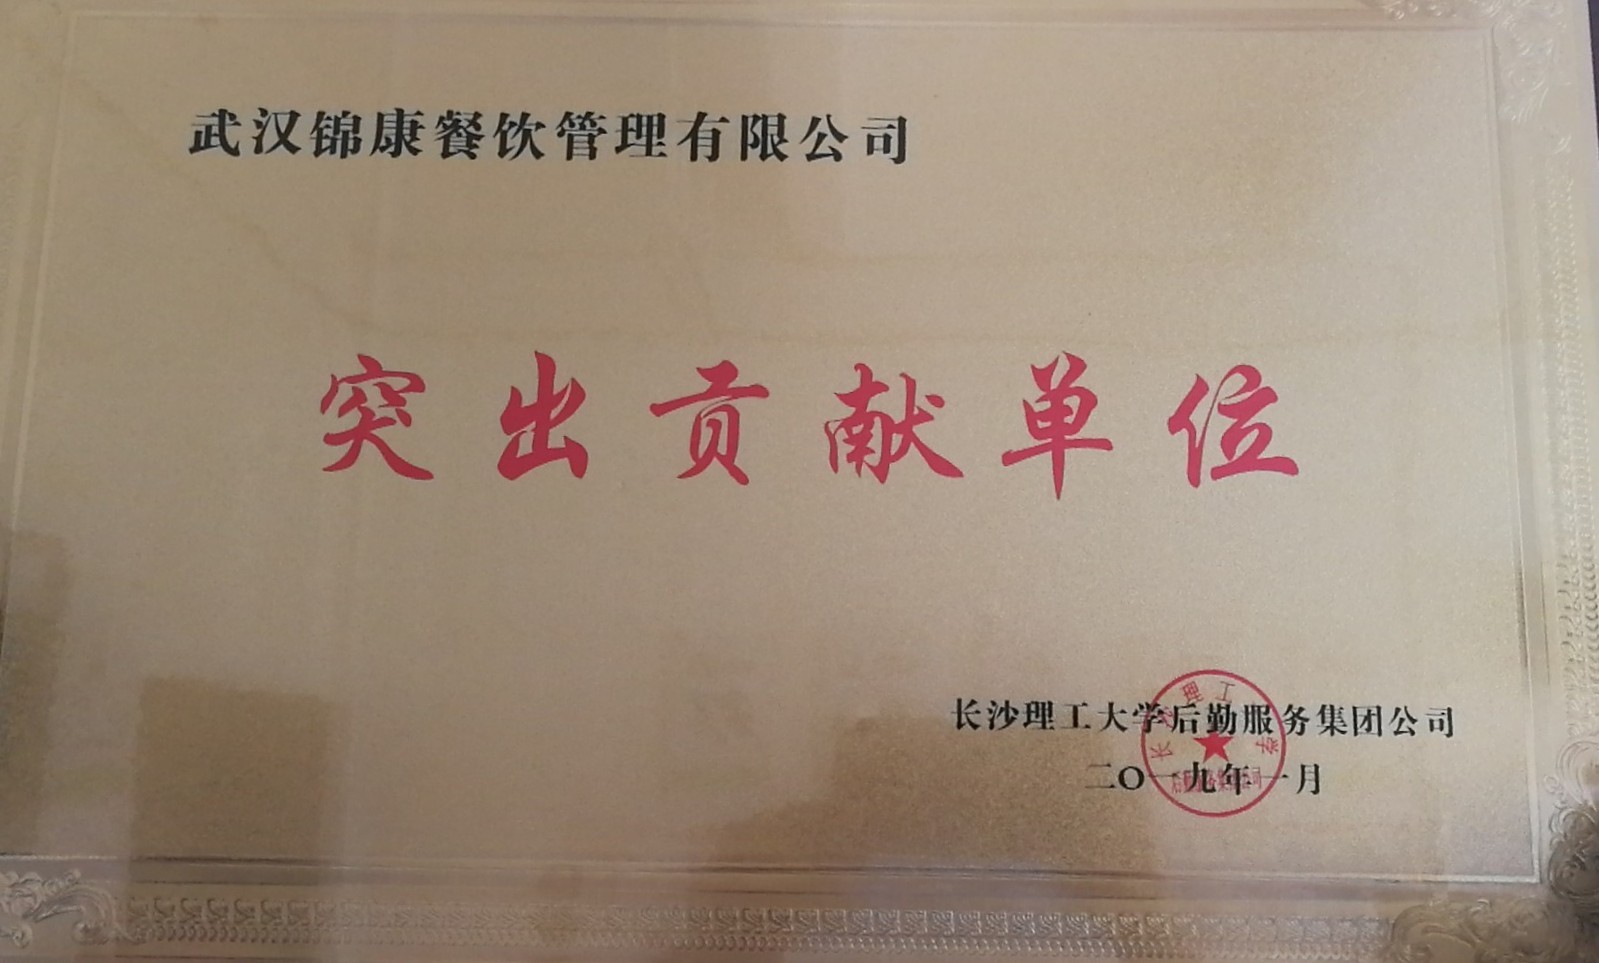 武汉锦康餐饮管理有限公司
突出贡献单位
长沙理工大学后勤服务集团公司
二〇一九年一月